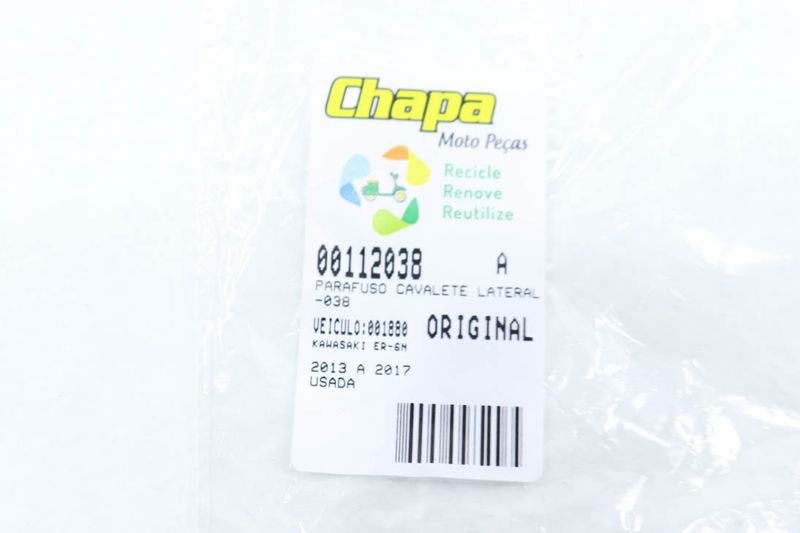 Chapa
Moto Peças
Recicle
Renove
Reutilize
00112038 A
PARAFUSO CAVALETE LATERAL
-038
VEICULO:001880 ORIGINAL
KAWASAKI ER-6N
2013 A 2017
USADA